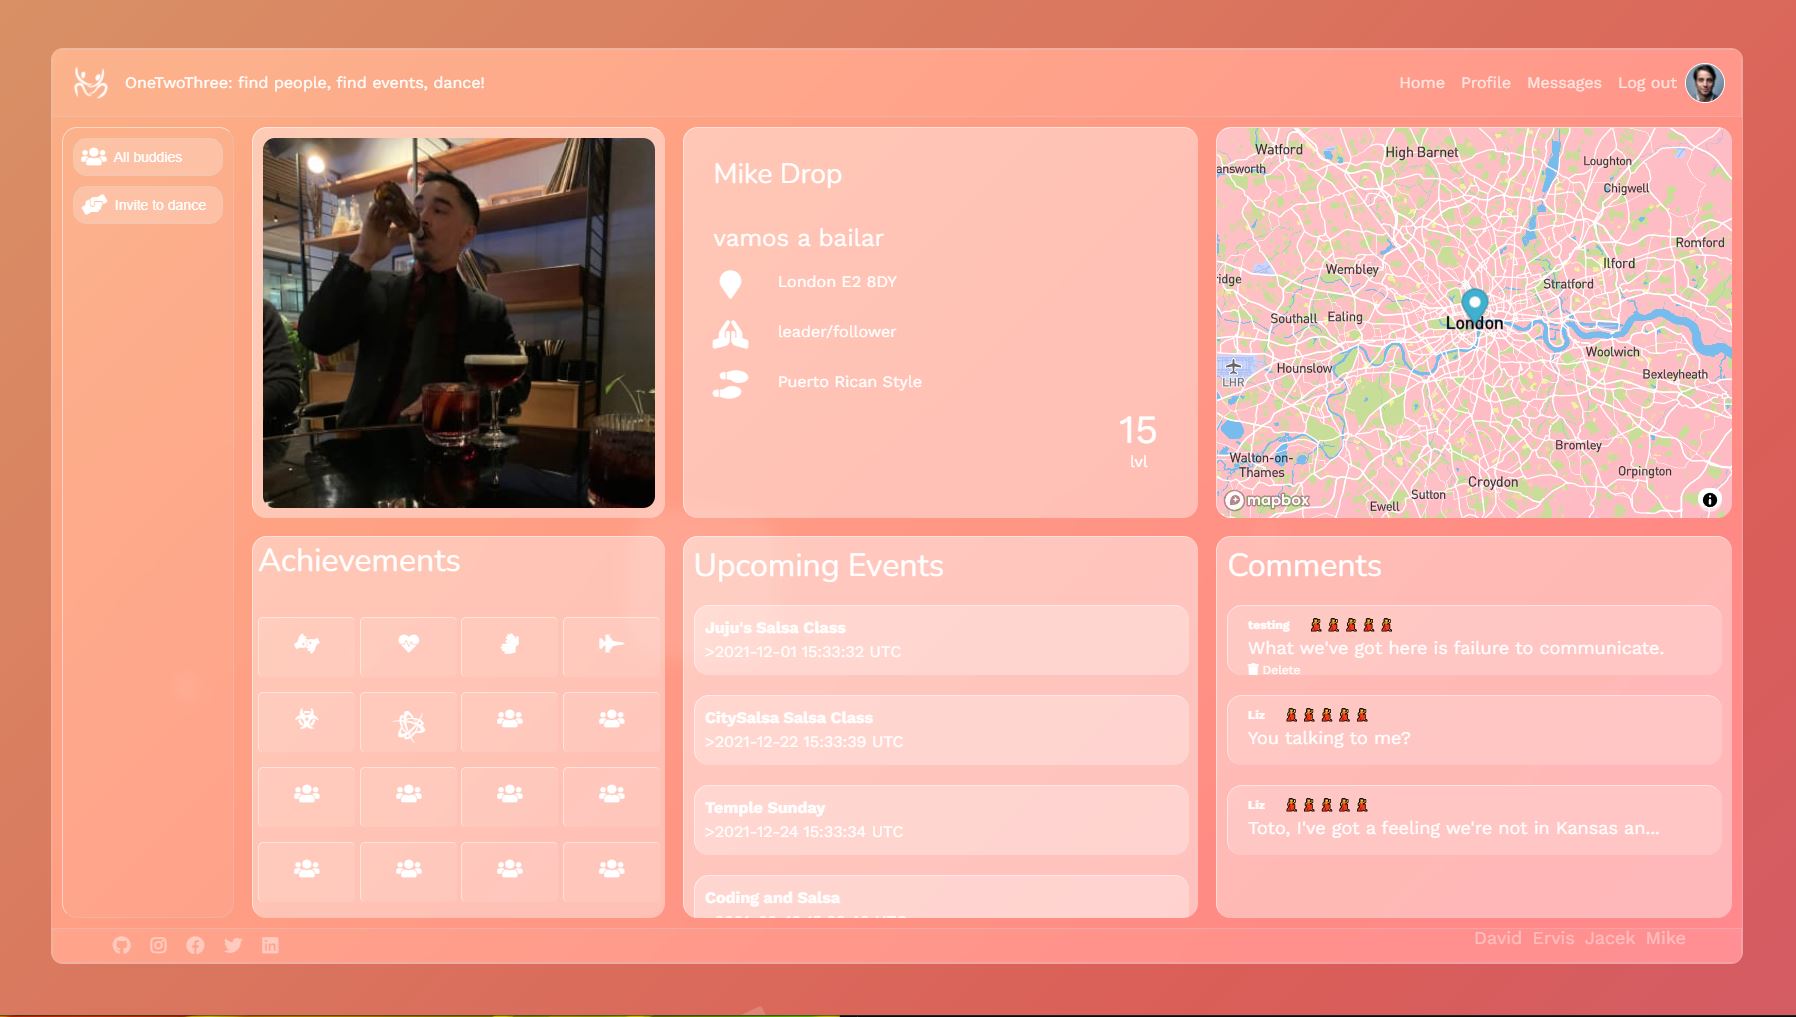 OneTwoThree: find people, find events, dance!
Home Profile Messages Log out
All buddies
Invite to dance
Mike Drop
vamos a bailar
London E2 8DY
leader/follower
Puerto Rican Style
15
lvl
Watford
High Barnet
Loughton
answorth
Chigwell
Romford
Wembley
Ilford
ridge
Stratford
Southall
Ealing
London
Woolwich
LHR
Hounslow
Bexleyheath
Bromley
Walton-on-
Thames
Croydon
Orpington
Sutton
Ewell
mapbox
Achievements
Upcoming Events
Juju's Salsa Class
>2021-12-01 15:33:32 UTC
CitySalsa Salsa Class
>2021-12-22 15:33:39 UTC
Temple Sunday
>2021-12-24 15:33:34 UTC
Coding and Salsa
Comments
testing
What we've got here is failure to communicate.
Delete
Liz
You talking to me?
Liz
Toto, I've got a feeling we're not in Kansas an...
David Ervis Jacek Mike